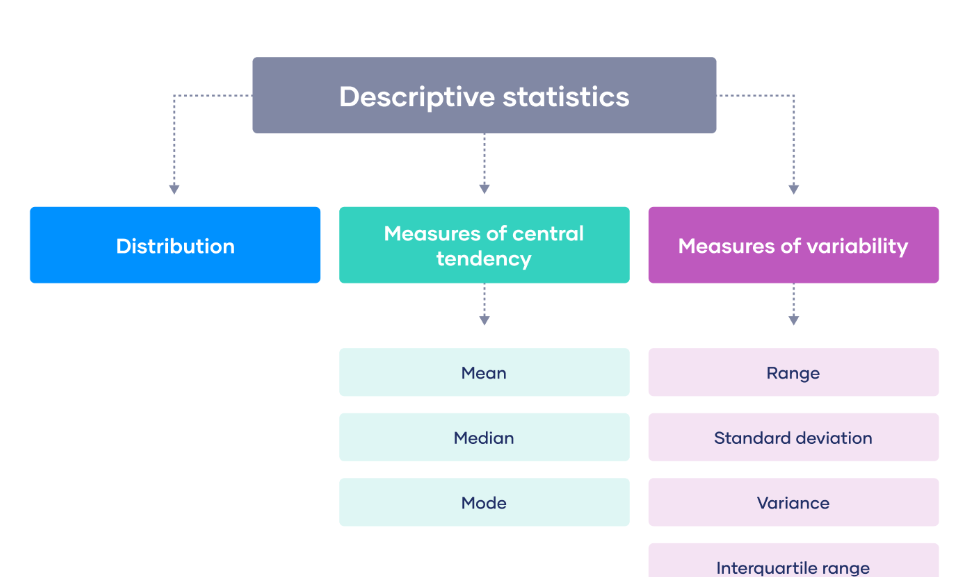 Descriptive statistics
Distribution
Measures of central
tendency
Measures of variability
Mean
Range
Median
Standard deviation
Mode
Variance
Interquartile range